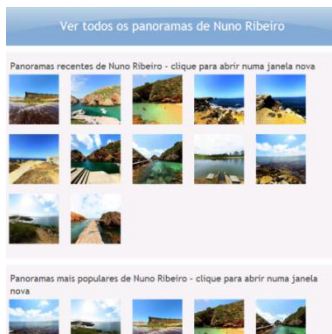 Ver todos os panoramas de Nuno Ribeiro
Panoramas recentes de Nuno Ribeiro - clique para abrir numa janela nova
Panoramas mais populares de Nuno Ribeiro - clique para abrir numa janela
nova